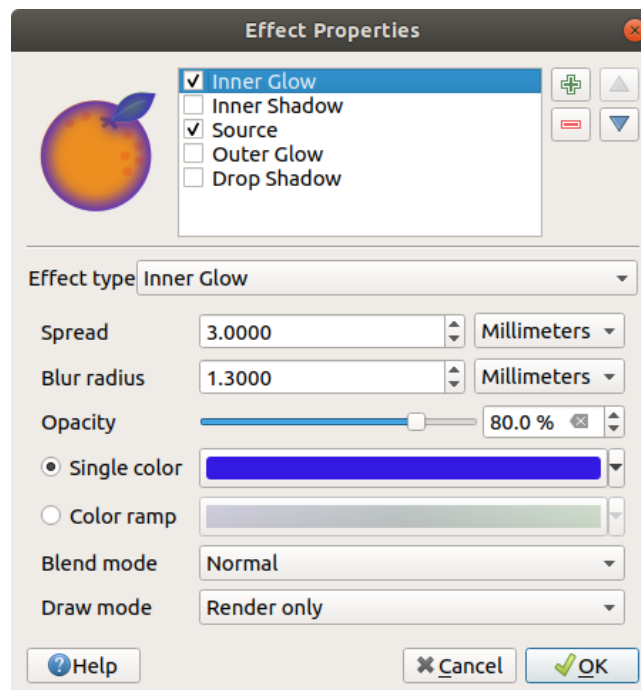 Effect Properties
Inner Glow
Inner Shadow
Source
Outer Glow
Drop Shadow
Effect type Inner Glow
Spread 3.0000 Millimeters
Blur radius 1.3000 Millimeters
Opacity 80.0 %
Single color
Color ramp
Blend mode Normal
Draw mode Render only
Help Cancel OK